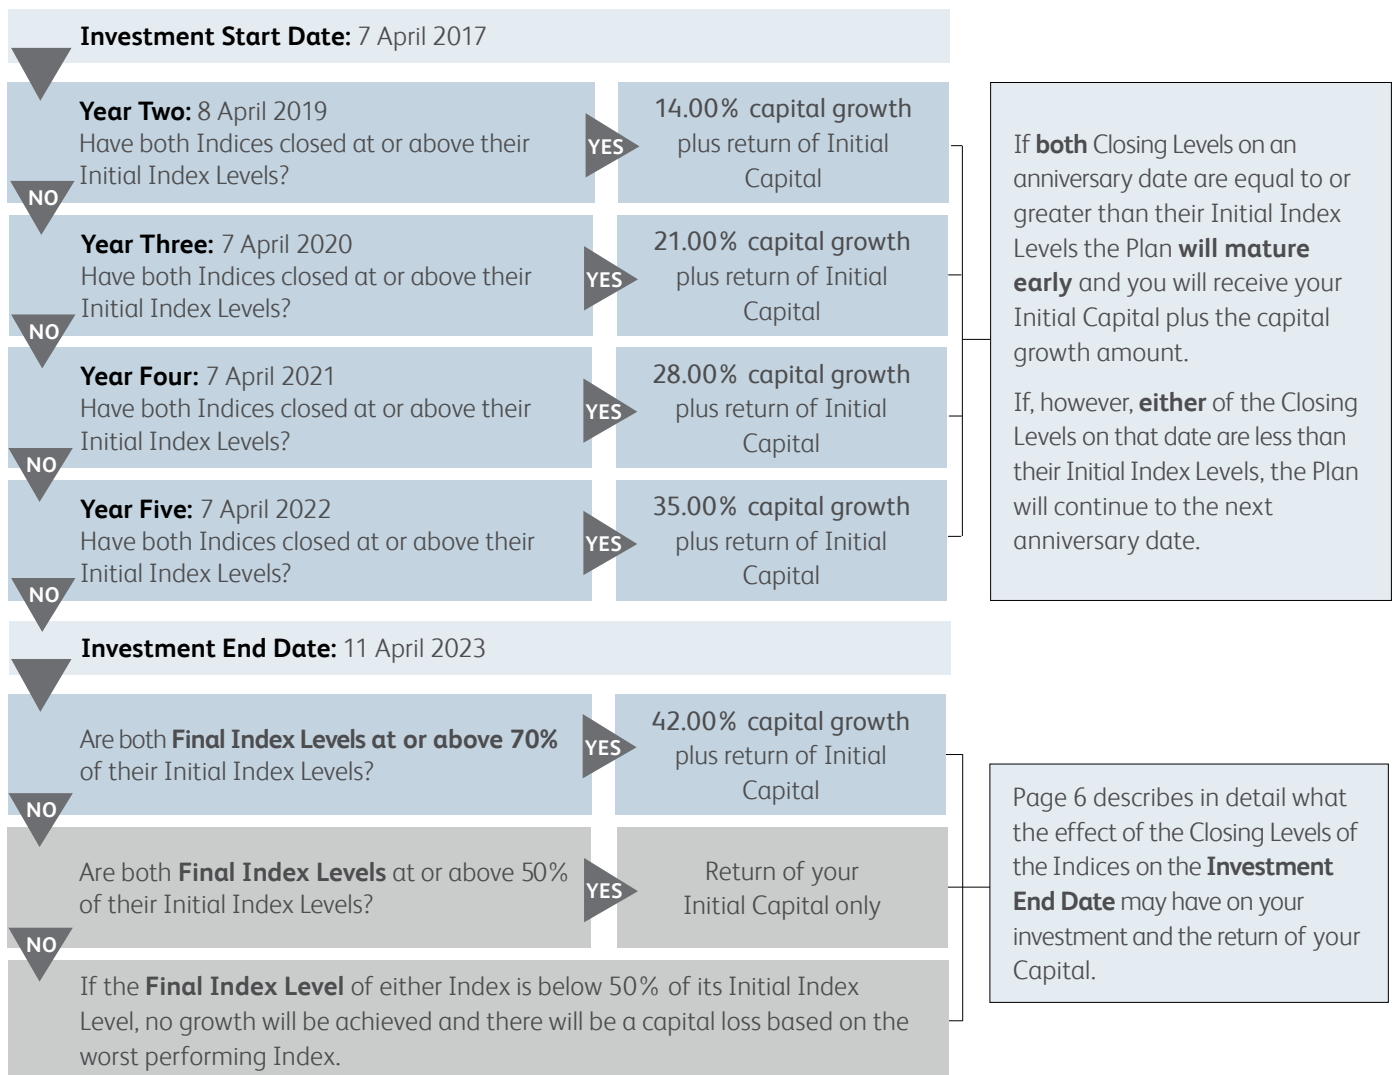 Investment Start Date: 7 April 2017
Year Two: 8 April 2019
Have both Indices closed at or above their
Initial Index Levels?
YES
14.00% capital growth
plus return of Initial
Capital
NO
Year Three: 7 April 2020
Have both Indices closed at or above their
Initial Index Levels?
YES
21.00% capital growth
plus return of Initial
Capital
NO
Year Four: 7 April 2021
Have both Indices closed at or above their
Initial Index Levels?
YES
28.00% capital growth
plus return of Initial
Capital
NO
Year Five: 7 April 2022
Have both Indices closed at or above their
Initial Index Levels?
YES
35.00% capital growth
plus return of Initial
Capital
NO
If both Closing Levels on an
anniversary date are equal to or
greater than their Initial Index
Levels the Plan will mature
early and you will receive your
Initial Capital plus the capital
growth amount.
If, however, either of the Closing
Levels on that date are less than
their Initial Index Levels, the Plan
will continue to the next
anniversary date.
Investment End Date: 11 April 2023
Are both Final Index Levels at or above 70%
of their Initial Index Levels?
YES
42.00% capital growth
plus return of Initial
Capital
NO
Are both Final Index Levels at or above 50%
of their Initial Index Levels?
YES
Return of your
Initial Capital only
NO
If the Final Index Level of either Index is below 50% of its Initial Index
Level, no growth will be achieved and there will be a capital loss based on the
worst performing Index.
Page 6 describes in detail what
the effect of the Closing Levels of
the Indices on the Investment
End Date may have on your
investment and the return of your
Capital.